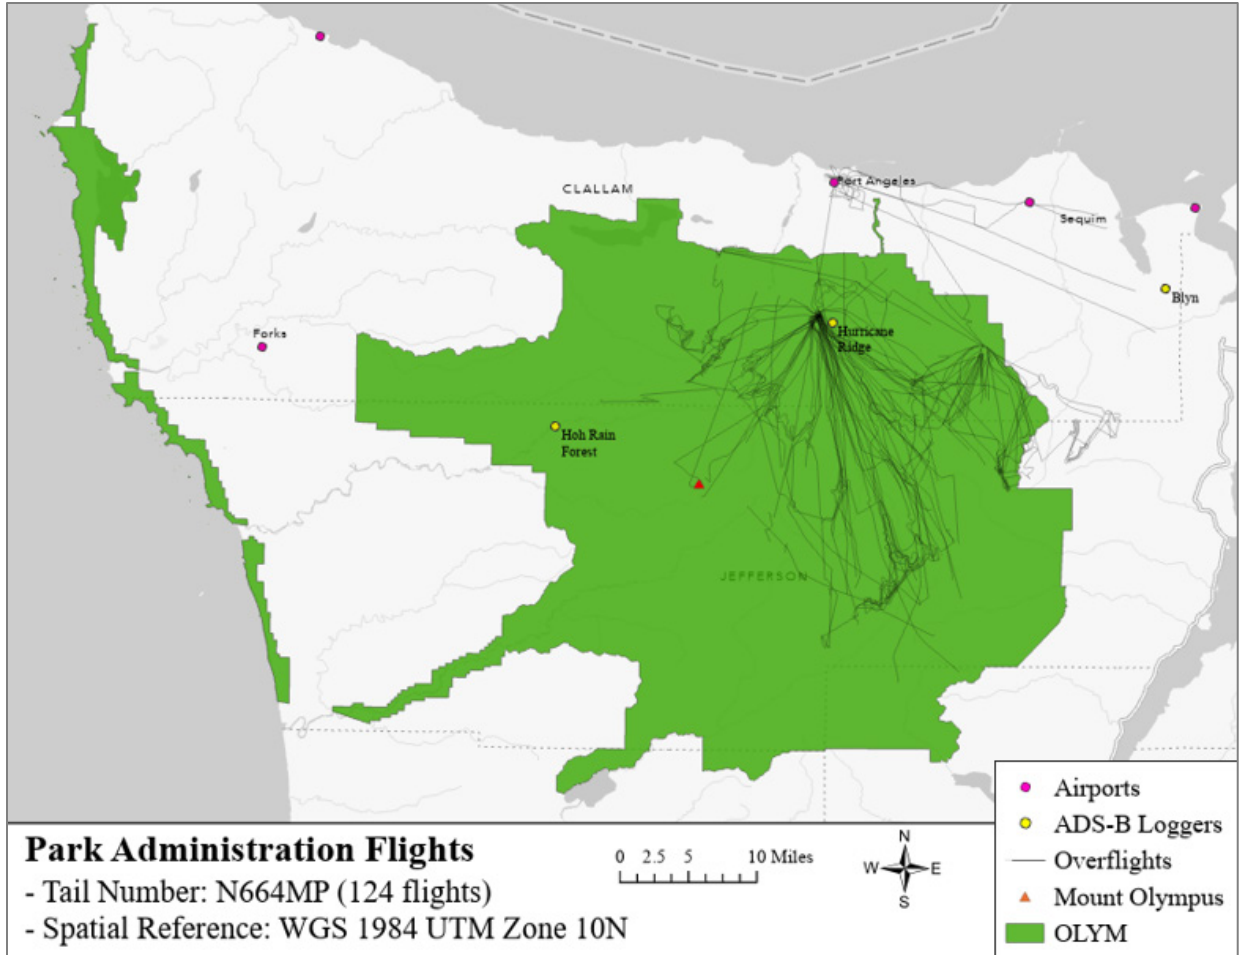 CLALLAM
Port Angeles
Sequim
Blyn
Forks
Hurricane
Ridge
Hoh Rain
Forest
JEFFERSON
Park Administration Flights
- Tail Number: N664MP (124 flights)
- Spatial Reference: WGS 1984 UTM Zone 10N
0 2.5 5 10 Miles
N
W E
S
Airports
ADS-B Loggers
Overflights
Mount Olympus
OLYM